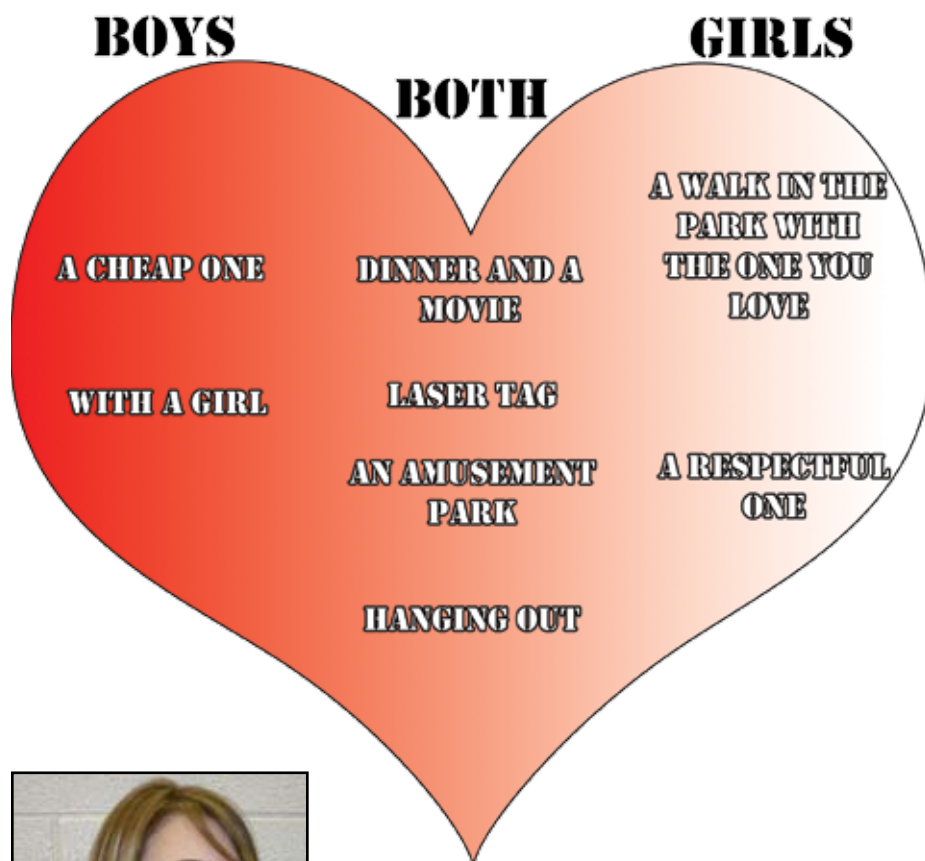 BOYS
GIRLS
BOTH
A CHEAP ONE
WITH A GIRL
DINNER AND A
MOVIE
LASER TAG
AN AMUSEMENT
PARK
HANGING OUT
A WALK IN THE
PARK WITH
THE ONE YOU
LOVE
A RESPECTFUL
ONE